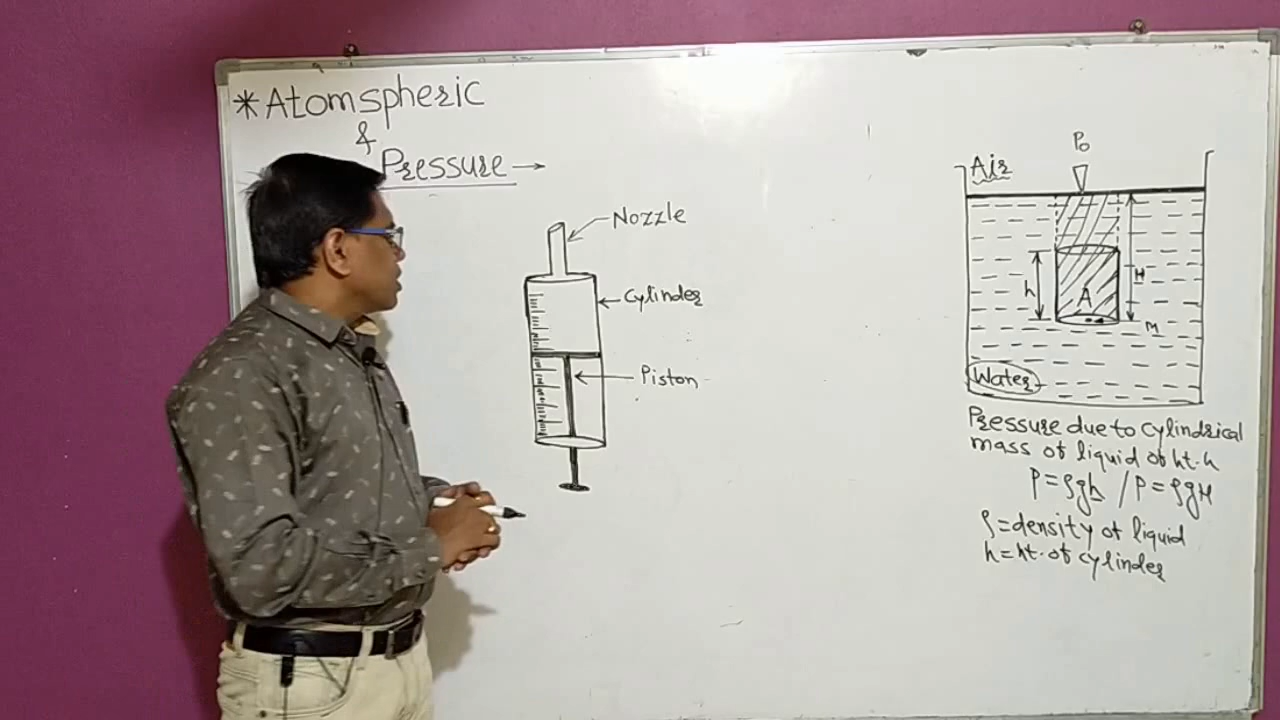 *Atomspheric
&
Pressure→
Nozzle
Cylinder
Piston
P₀
Air
h
A
H
M
Water
Pressure due to cylindrical
mass of liquid of ht. h
P=ρgh / P=ρgH
ρ=density of liquid
h=ht. of cylinder